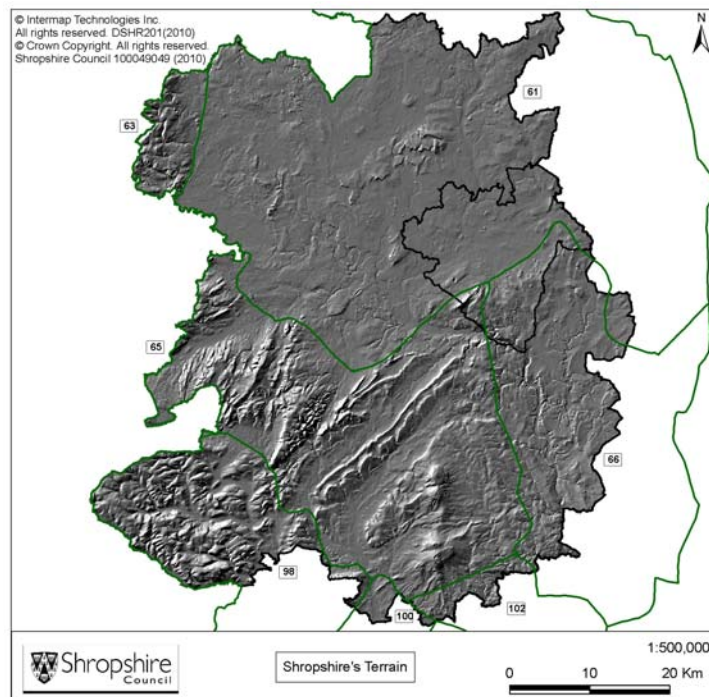 © Intermap Technologies Inc.
All rights reserved. DSHR201(2010)
© Crown Copyright. All rights reserved.
Shropshire Council 100049049 (2010)
N
61
63
65
66
98
100
102
Shropshire
Council
Shropshire's Terrain
1:500,000
0 10 20 Km